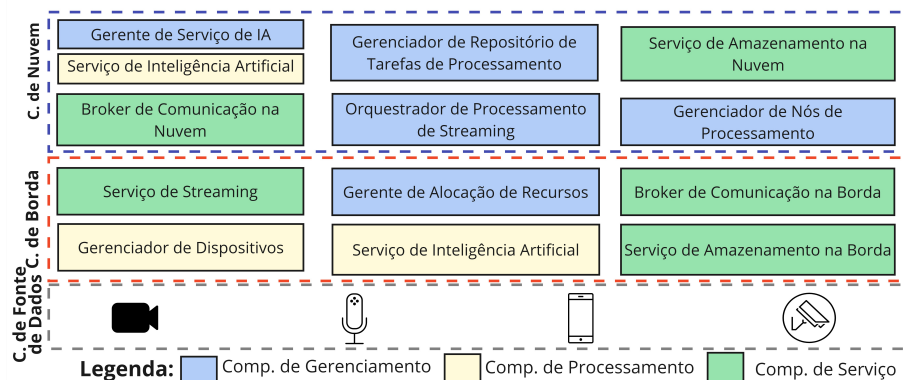 C. de Nuvem
Gerente de Serviço de IA
Serviço de Inteligência Artificial
Broker de Comunicação na
Nuvem
Gerenciador de Repositório de
Tarefas de Processamento
Orquestrador de Processamento
de Streaming
Serviço de Amazenamento na
Nuvem
Gerenciador de Nós de
Processamento
C. de Borda
Serviço de Streaming
Gerente de Alocação de Recursos
Broker de Comunicação na Borda
Gerenciador de Dispositivos
Serviço de Inteligência Artificial
Serviço de Amazenamento na Borda
C. de Fonte
de Dados
Legenda:
Comp. de Gerenciamento
Comp. de Processamento
Comp. de Serviço